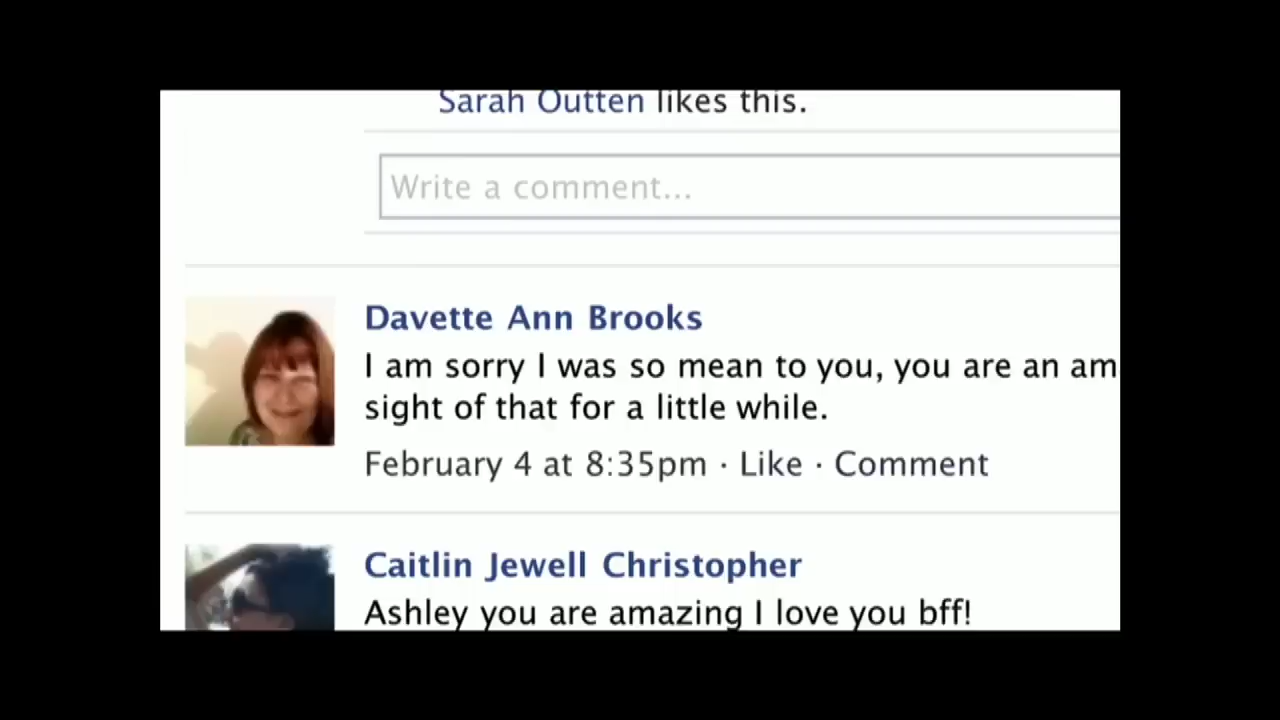 Sarah Outten likes this.
Write a comment...
Davette Ann Brooks
I am sorry I was so mean to you, you are an am
sight of that for a little while.
February 4 at 8:35pm · Like · Comment
Caitlin Jewell Christopher
Ashley you are amazing I love you bff!